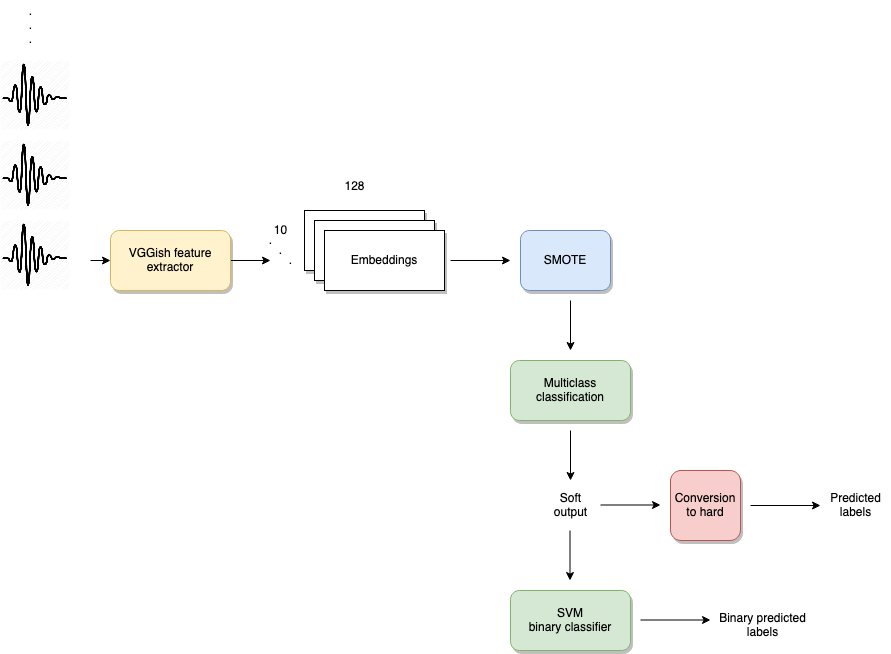 128
10
VGGish feature
extractor
Embeddings
SMOTE
Multiclass
classification
Soft
output
Conversion
to hard
Predicted
labels
SVM
binary classifier
Binary predicted
labels